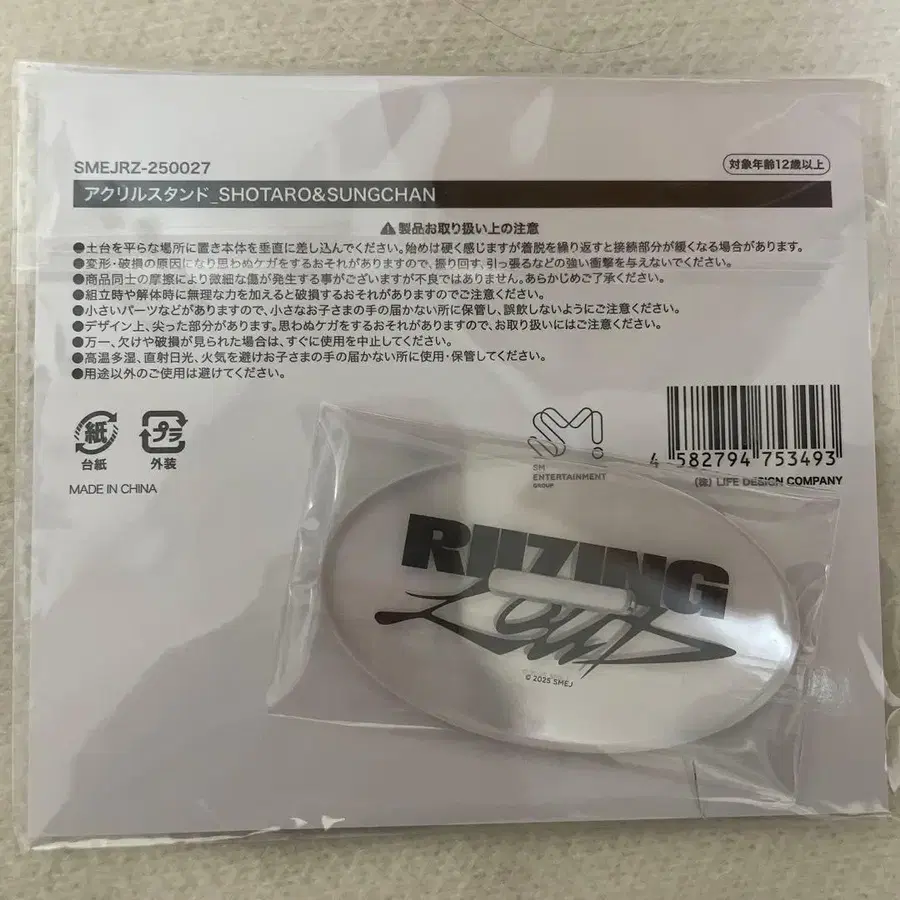 SMEJRZ-250027
対象年齢12歳以上
アクリルスタンド_SHOTARO&SUNGCHAN
⚠製品お取り扱い上の注意
●土台を平らな場所に置き本体を垂直に差し込んでください。始めは硬く感じますが着脱を繰り返すと接続部分が緩くなる場合があります。
●変形・破損の原因になり思わぬケガをするおそれがありますので、振り回す、引っ張るなどの強い衝撃を与えないでください。
●商品同士の摩擦により微細な傷が発生する事がございますが不良ではありません。あらかじめご了承ください。
●組立時や解体時に無理な力を加えると破損するおそれがありますのでご注意ください。
●小さいパーツなどがありますので、小さなお子さまの手の届かない所に保管し、誤飲しないようにご注意ください。
●デザイン上、尖った部分があります。思わぬケガをするおそれがありますので、お取り扱いにはご注意ください。
●万一、欠けや破損が見られた場合は、すぐに使用を中止してください。
●高温多湿、直射日光、火気を避けお子さまの手の届かない所に使用・保管してください。
●用途以外のご使用は避けてください。
紙
台紙
プラ
外装
MADE IN CHINA
SM
SM
ENTERTAINMENT
GROUP
4 582794 753493
(株) LIFE DESIGN COMPANY
RIIZING
LOUD
© 2025 SMEJ